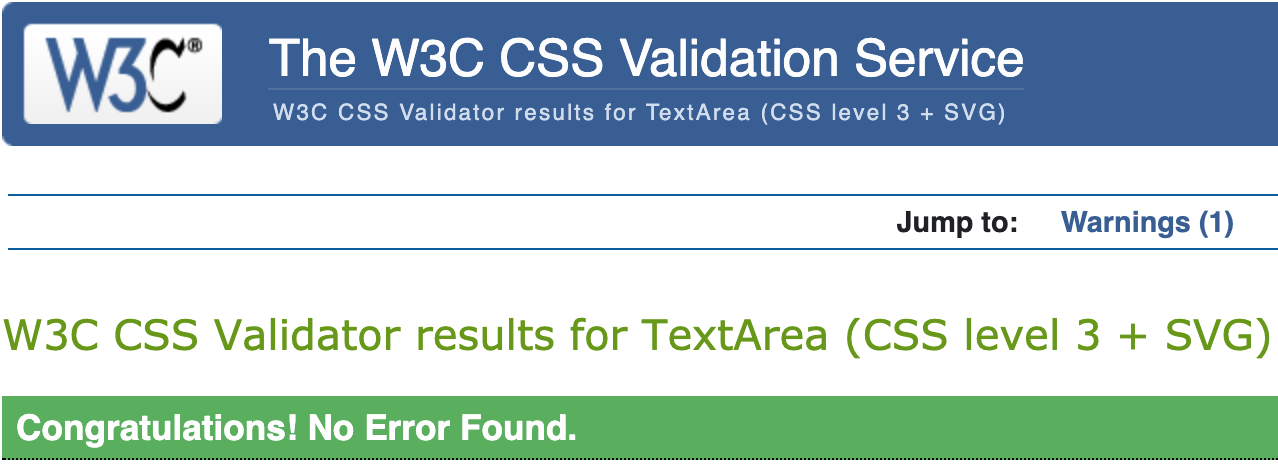 W3C®
The W3C CSS Validation Service
W3C CSS Validator results for TextArea (CSS level 3 + SVG)
Jump to: Warnings (1)
W3C CSS Validator results for TextArea (CSS level 3 + SVG)
Congratulations! No Error Found.